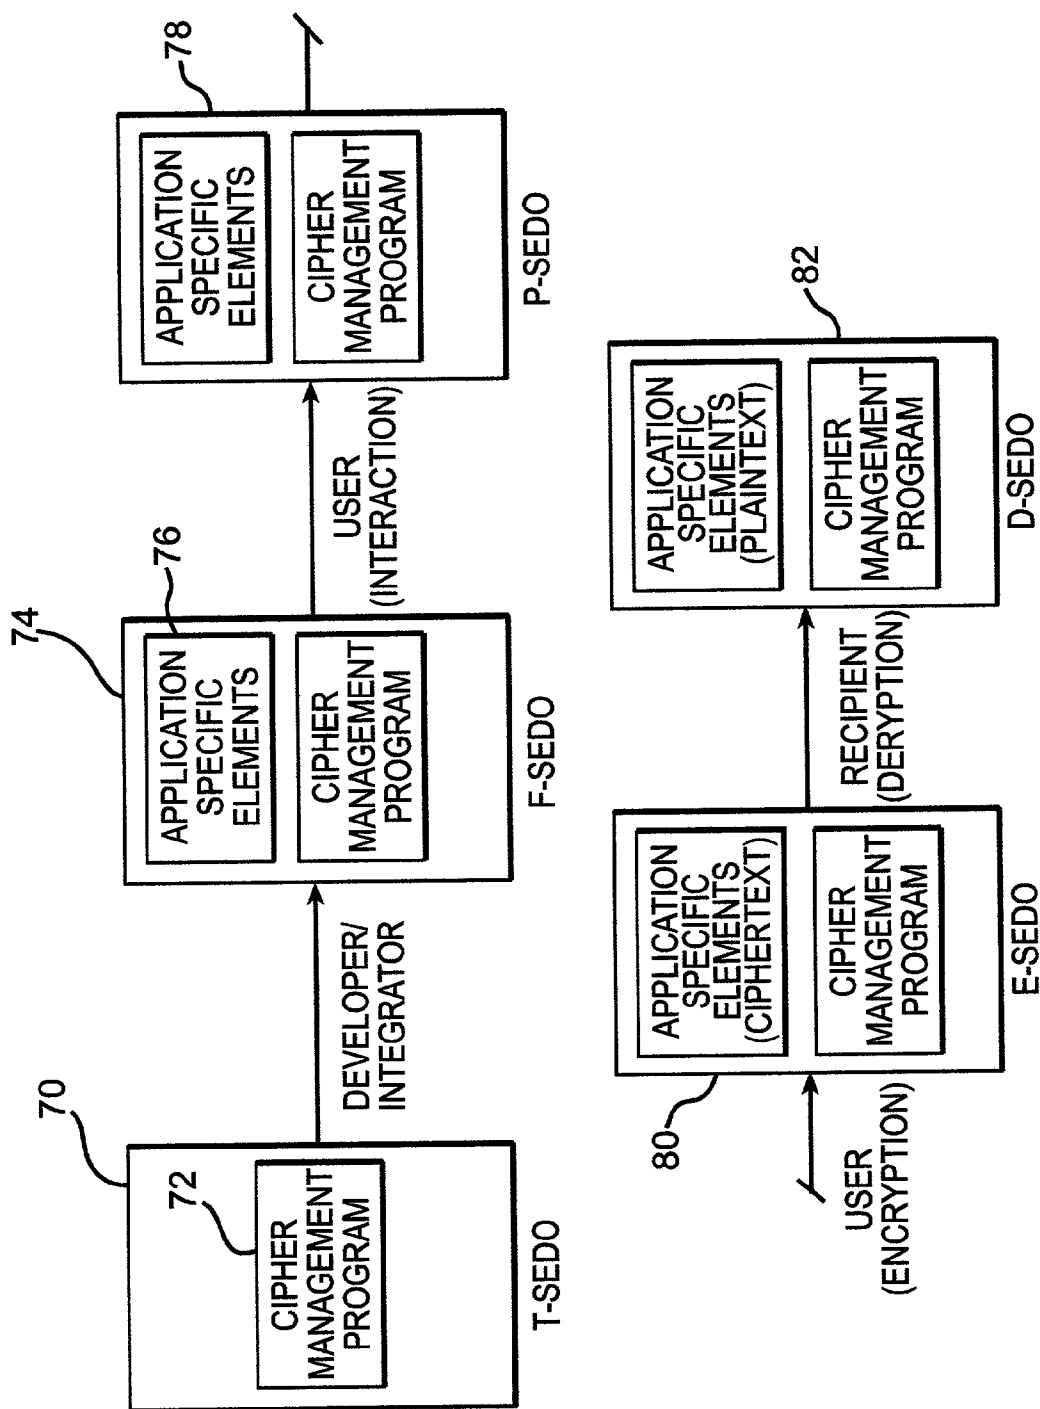 70
72
CIPHER
MANAGEMENT
PROGRAM
T-SEDO
DEVELOPER/
INTEGRATOR
74
76
APPLICATION
SPECIFIC
ELEMENTS
CIPHER
MANAGEMENT
PROGRAM
F-SEDO
USER
(INTERACTION)
78
APPLICATION
SPECIFIC
ELEMENTS
CIPHER
MANAGEMENT
PROGRAM
P-SEDO
USER
(ENCRYPTION)
80
APPLICATION
SPECIFIC
ELEMENTS
(CIPHERTEXT)
CIPHER
MANAGEMENT
PROGRAM
E-SEDO
RECIPIENT
(DERYPTION)
82
APPLICATION
SPECIFIC
ELEMENTS
(PLAINTEXT)
CIPHER
MANAGEMENT
PROGRAM
D-SEDO